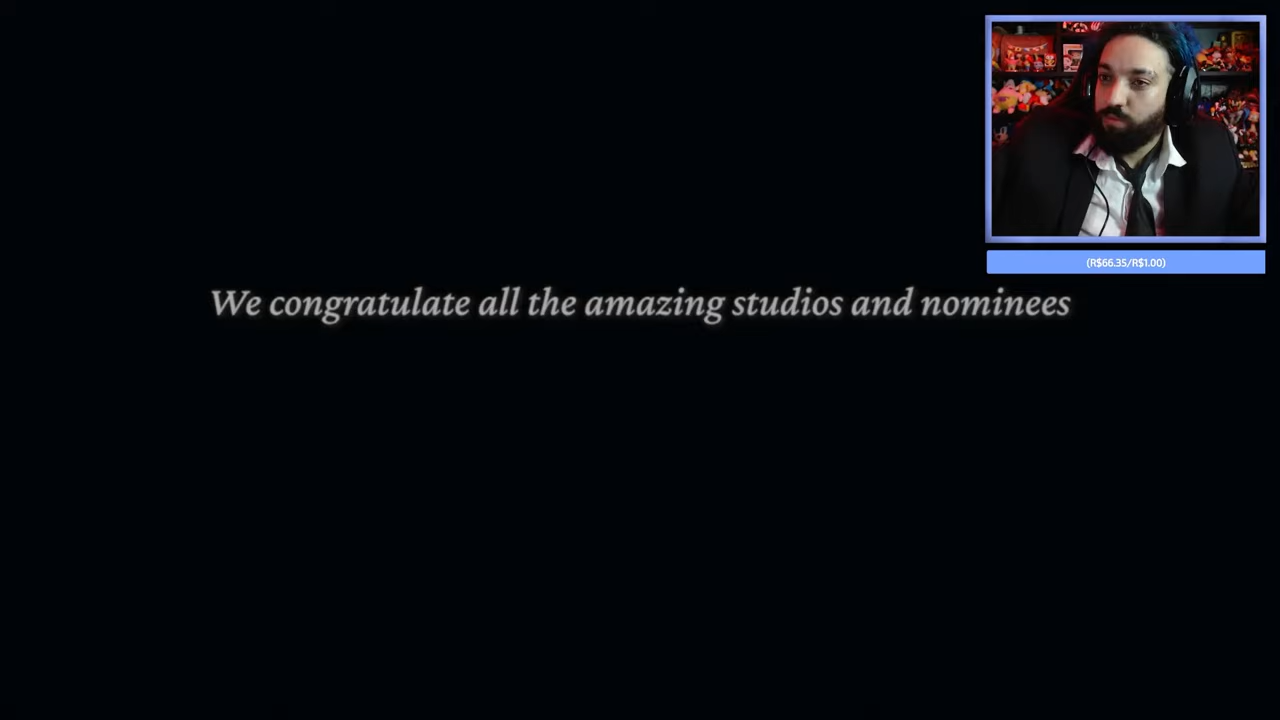 (R$66.35/R$1.00)
We congratulate all the amazing studios and nominees